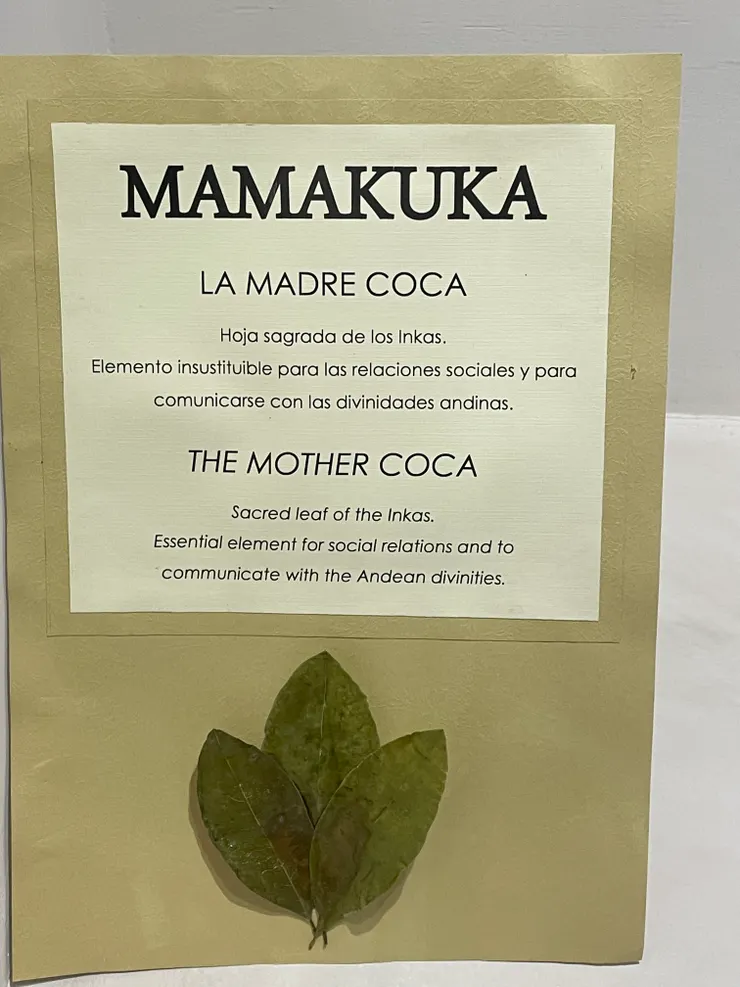 MAMAKUKA
LA MADRE COCA
Hoja sagrada de los Inkas.
Elemento insustituible para las relaciones sociales y para
comunicarse con las divinidades andinas.
THE MOTHER COCA
Sacred leaf of the Inkas.
Essential element for social relations and to
communicate with the Andean divinities.